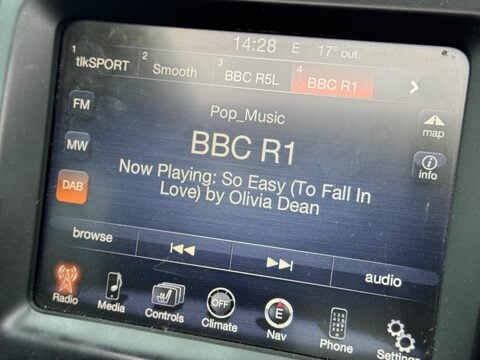 14:28 E 17° out.
1 tlkSPORT 2 Smooth 3 BBC R5L 4 BBC R1
FM
Pop_Music
map
MW
BBC R1
info
DAB
Now Playing: So Easy (To Fall In
Love) by Olivia Dean
browse audio
Radio Media Controls OFF Climate E Nav Phone Settings